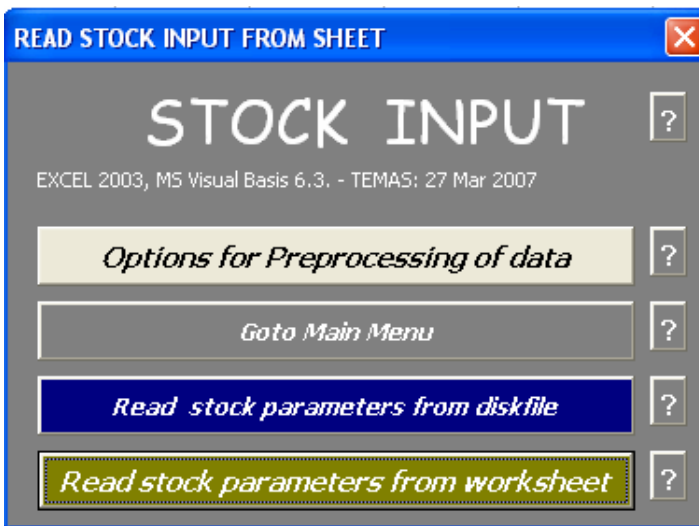 READ STOCK INPUT FROM SHEET
STOCK INPUT ?
EXCEL 2003, MS Visual Basis 6.3. - TEMAS: 27 Mar 2007
Options for Preprocessing of data ?
Goto Main Menu ?
Read stock parameters from diskfile ?
Read stock parameters from worksheet ?